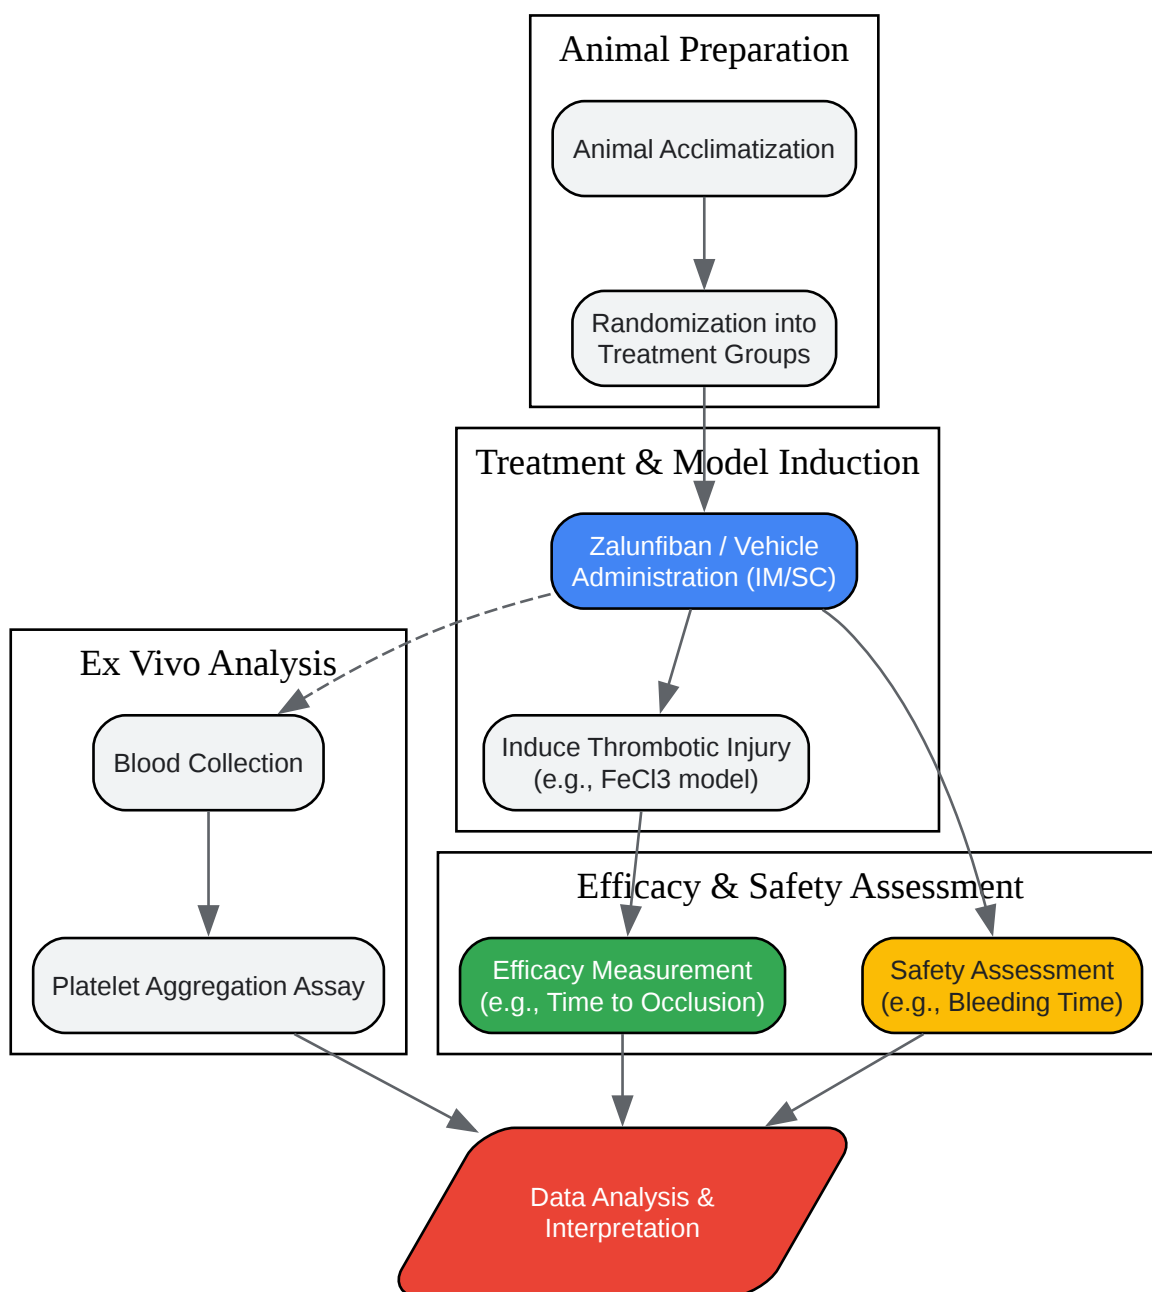 Animal Preparation
Animal Acclimatization
Randomization into
Treatment Groups
Treatment & Model Induction
Zalunfiban / Vehicle
Administration (IM/SC)
Ex Vivo Analysis
Blood Collection
Induce Thrombotic Injury
(e.g., FeCl3 model)
Efficacy & Safety Assessment
Platelet Aggregation Assay
Efficacy Measurement
(e.g., Time to Occlusion)
Safety Assessment
(e.g., Bleeding Time)
Data Analysis &
Interpretation